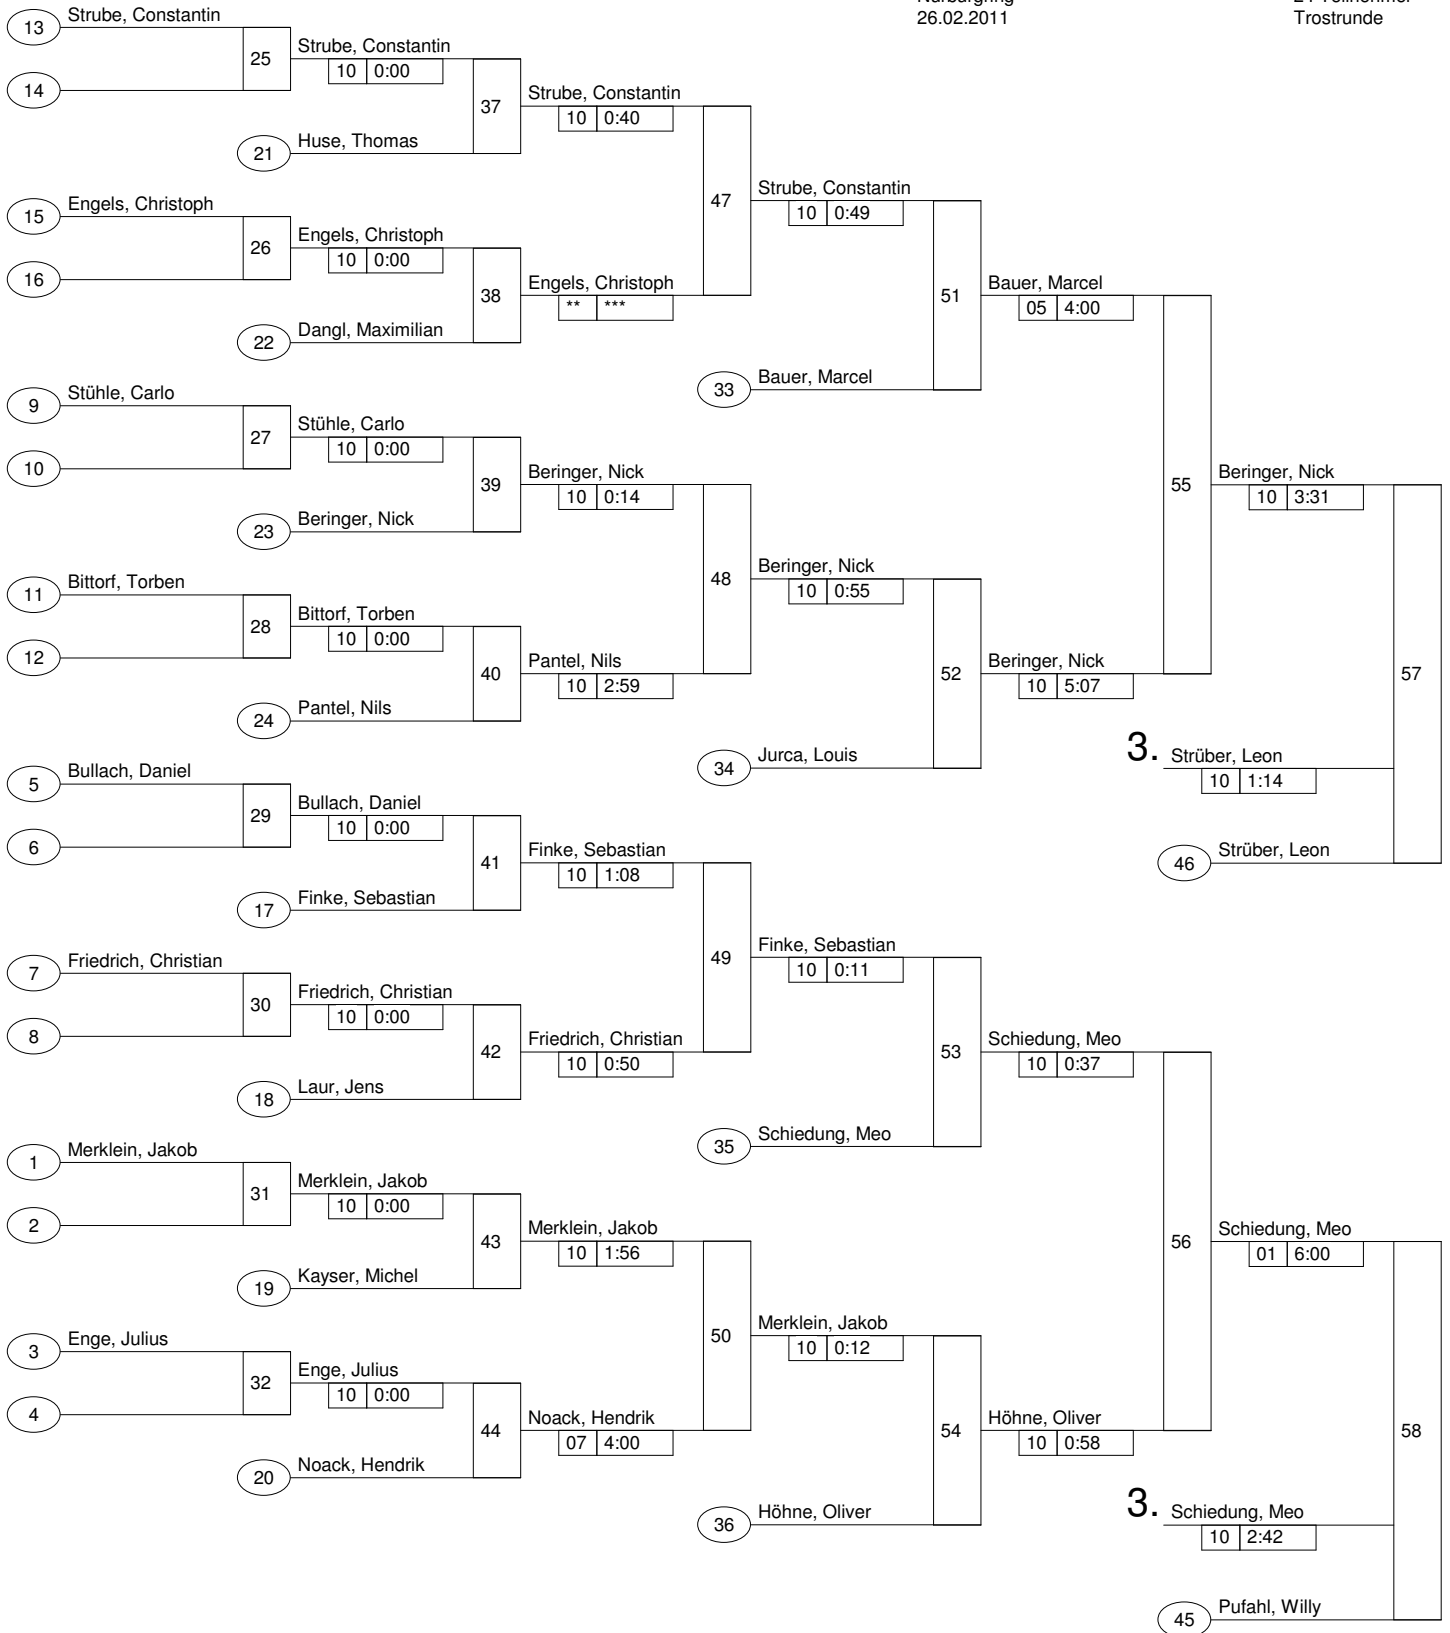 Nürburgring
26.02.2011
24 Teilnehmer
Trostrunde
13 Strube, Constantin
14
25
Strube, Constantin
10 0:00
21 Huse, Thomas
37
Strube, Constantin
10 0:40
15 Engels, Christoph
16
26
Engels, Christoph
10 0:00
22 Dangl, Maximilian
38
Engels, Christoph
** ***
47
Strube, Constantin
10 0:49
33 Bauer, Marcel
51
Bauer, Marcel
05 4:00
9 Stühle, Carlo
10
27
Stühle, Carlo
10 0:00
23 Beringer, Nick
39
Beringer, Nick
10 0:14
11 Bittorf, Torben
12
28
Bittorf, Torben
10 0:00
24 Pantel, Nils
40
Pantel, Nils
10 2:59
48
Beringer, Nick
10 0:55
34 Jurca, Louis
52
Beringer, Nick
10 5:07
55
Beringer, Nick
10 3:31
57
3. Strüber, Leon
10 1:14
46 Strüber, Leon
5 Bullach, Daniel
6
29
Bullach, Daniel
10 0:00
17 Finke, Sebastian
41
Finke, Sebastian
10 1:08
7 Friedrich, Christian
8
30
Friedrich, Christian
10 0:00
18 Laur, Jens
42
Friedrich, Christian
10 0:50
49
Finke, Sebastian
10 0:11
35 Schiedung, Meo
53
Schiedung, Meo
10 0:37
1 Merklein, Jakob
2
31
Merklein, Jakob
10 0:00
19 Kayser, Michel
43
Merklein, Jakob
10 1:56
3 Enge, Julius
4
32
Enge, Julius
10 0:00
20 Noack, Hendrik
44
Noack, Hendrik
07 4:00
50
Merklein, Jakob
10 0:12
36 Höhne, Oliver
54
Höhne, Oliver
10 0:58
56
Schiedung, Meo
01 6:00
58
3. Schiedung, Meo
10 2:42
45 Pufahl, Willy